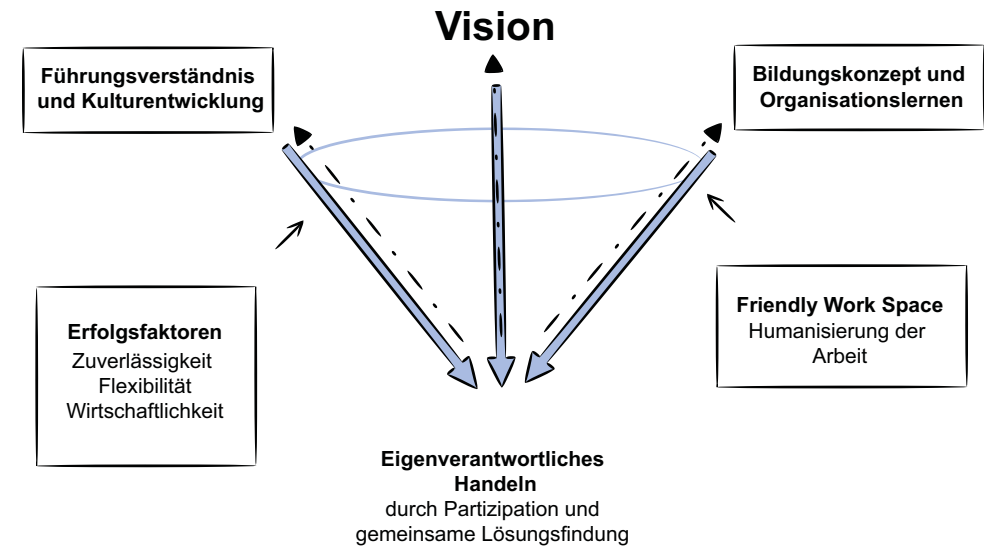 Vision
Führungsverständnis
und Kulturentwicklung
Bildungskonzept und
Organisationslernen
Erfolgsfaktoren
Zuverlässigkeit
Flexibilität
Wirtschaftlichkeit
Friendly Work Space
Humanisierung der
Arbeit
Eigenverantwortliches
Handeln
durch Partizipation und
gemeinsame Lösungsfindung